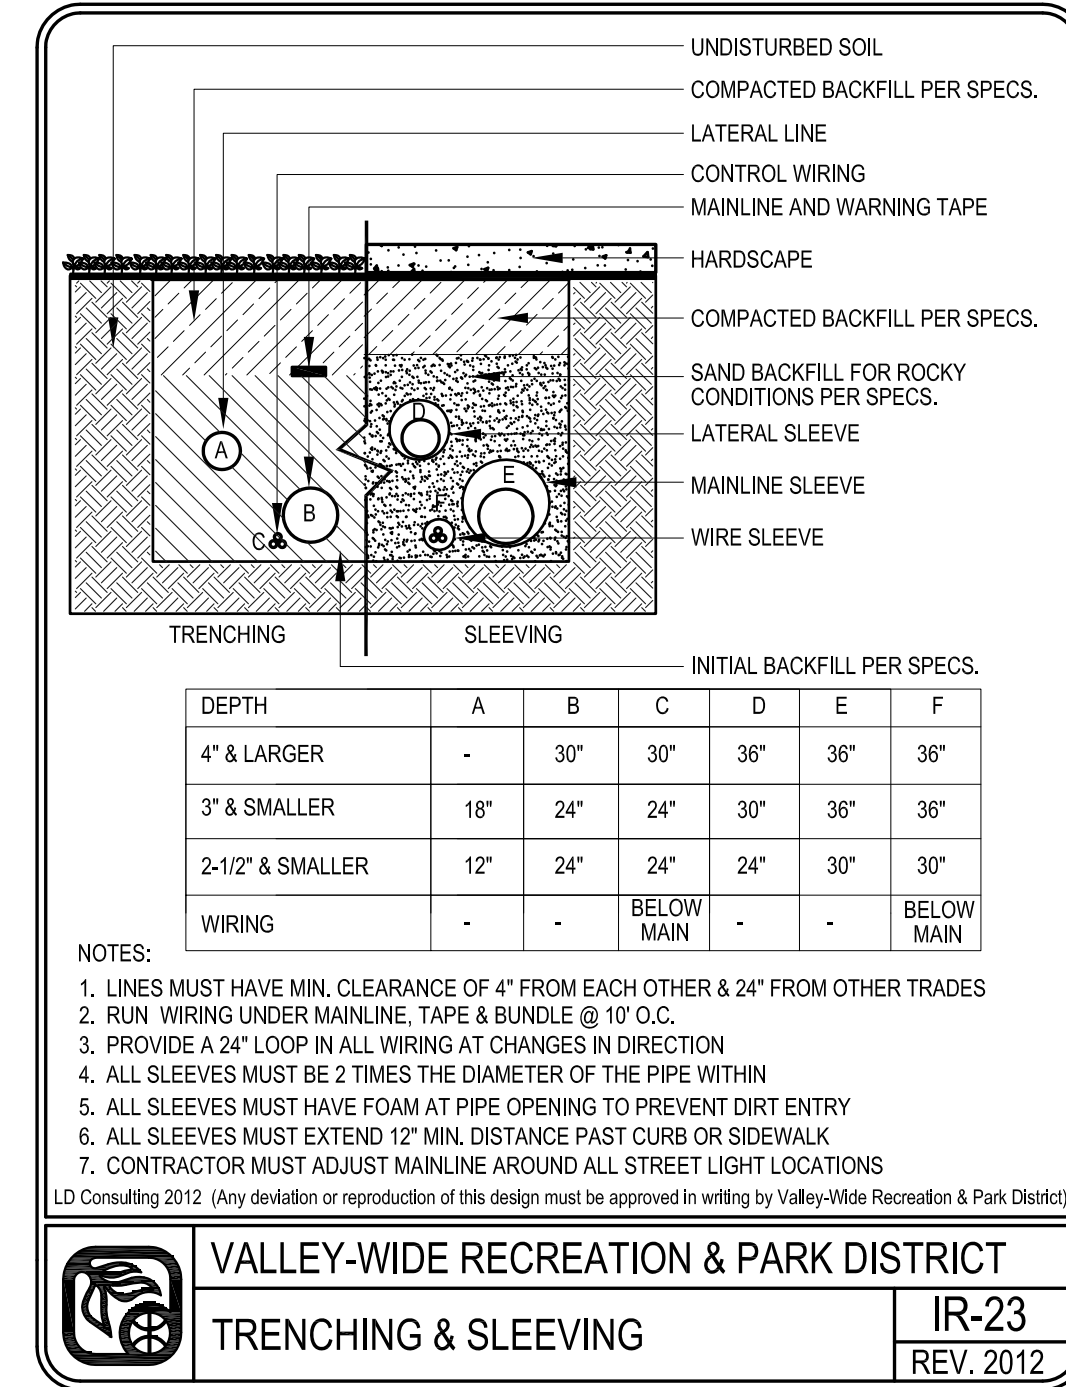 UNDISTURBED SOIL
COMPACTED BACKFILL PER SPECS.
LATERAL LINE
CONTROL WIRING
MAINLINE AND WARNING TAPE
HARDSCAPE
COMPACTED BACKFILL PER SPECS.
SAND BACKFILL FOR ROCKY
CONDITIONS PER SPECS.
LATERAL SLEEVE
MAINLINE SLEEVE
WIRE SLEEVE
A
B
C
D
E
F
TRENCHING
SLEEVING
INITIAL BACKFILL PER SPECS.
DEPTH A B C D E F
4" & LARGER - 30" 30" 36" 36" 36"
3" & SMALLER 18" 24" 24" 30" 36" 36"
2-1/2" & SMALLER 12" 24" 24" 24" 30" 30"
WIRING - - BELOW MAIN - - BELOW MAIN
NOTES:
1. LINES MUST HAVE MIN. CLEARANCE OF 4" FROM EACH OTHER & 24" FROM OTHER TRADES
2. RUN WIRING UNDER MAINLINE, TAPE & BUNDLE @ 10' O.C.
3. PROVIDE A 24" LOOP IN ALL WIRING AT CHANGES IN DIRECTION
4. ALL SLEEVES MUST BE 2 TIMES THE DIAMETER OF THE PIPE WITHIN
5. ALL SLEEVES MUST HAVE FOAM AT PIPE OPENING TO PREVENT DIRT ENTRY
6. ALL SLEEVES MUST EXTEND 12" MIN. DISTANCE PAST CURB OR SIDEWALK
7. CONTRACTOR MUST ADJUST MAINLINE AROUND ALL STREET LIGHT LOCATIONS
LD Consulting 2012 (Any deviation or reproduction of this design must be approved in writing by Valley-Wide Recreation & Park District)
VALLEY-WIDE RECREATION & PARK DISTRICT
TRENCHING & SLEEVING
IR-23
REV. 2012